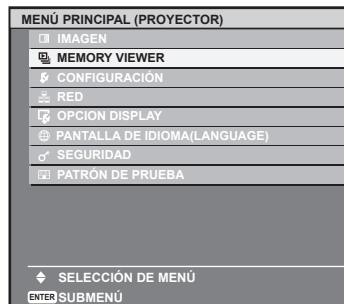 MENÚ PRINCIPAL (PROYECTOR)
IMAGEN
MEMORY VIEWER
CONFIGURACIÓN
RED
OPCION DISPLAY
PANTALLA DE IDIOMA(LANGUAGE)
SEGURIDAD
PATRÓN DE PRUEBA
SELECCIÓN DE MENÚ
ENTER SUBMENÚ